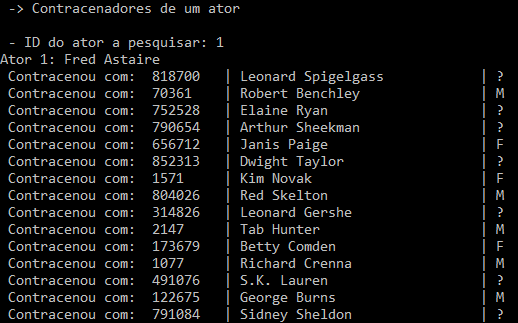 -> Contracenadores de um ator
- ID do ator a pesquisar: 1
Ator 1: Fred Astaire
Contracenou com: 818700 | Leonard Spigelgass | ?
Contracenou com: 70361 | Robert Benchley | M
Contracenou com: 752528 | Elaine Ryan | ?
Contracenou com: 790654 | Arthur Sheekman | ?
Contracenou com: 656712 | Janis Paige | F
Contracenou com: 852313 | Dwight Taylor | ?
Contracenou com: 1571 | Kim Novak | F
Contracenou com: 804026 | Red Skelton | M
Contracenou com: 314826 | Leonard Gershe | ?
Contracenou com: 2147 | Tab Hunter | M
Contracenou com: 173679 | Betty Comden | F
Contracenou com: 1077 | Richard Crenna | M
Contracenou com: 491076 | S.K. Lauren | ?
Contracenou com: 122675 | George Burns | M
Contracenou com: 791084 | Sidney Sheldon | ?